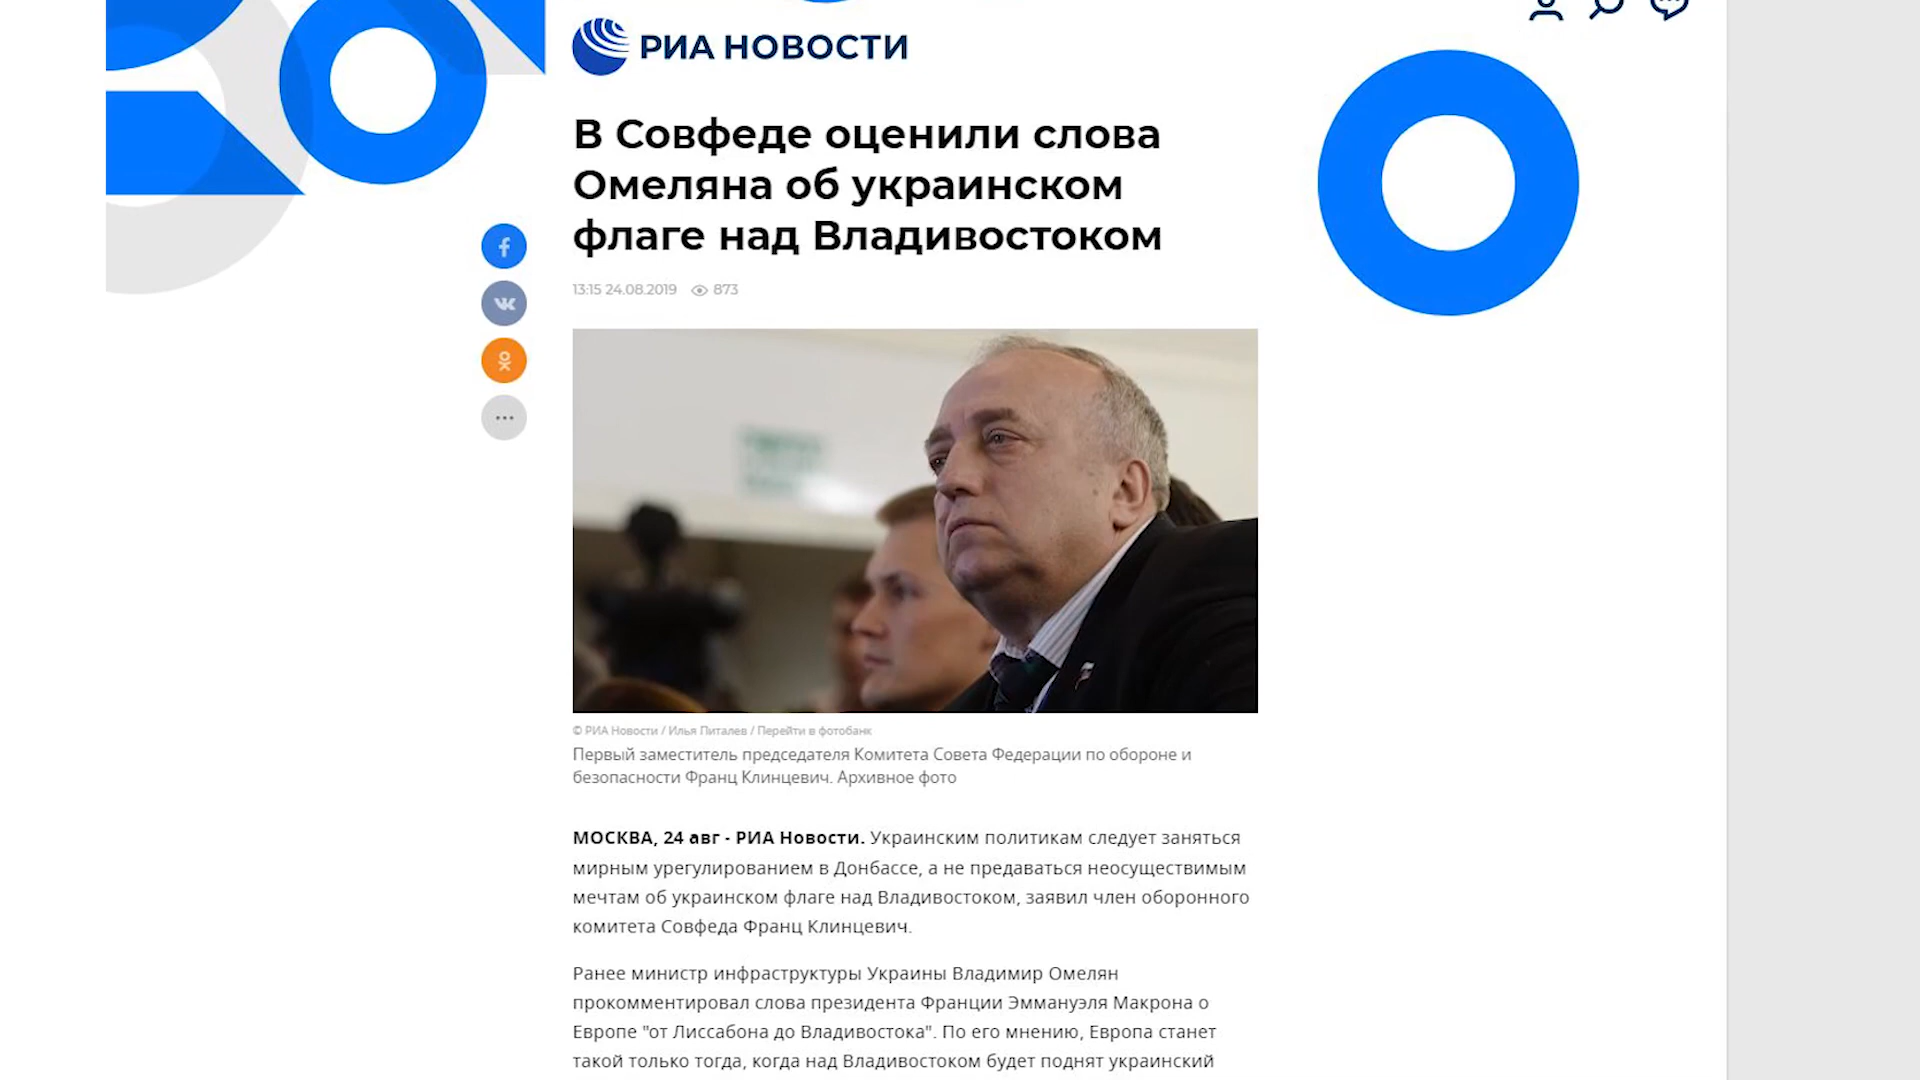 РИА НОВОСТИ
В Совфеде оценили слова
Омеляна об украинском
флаге над Владивостоком
13:15 24.08.2019 873
© РИА Новости / Илья Питалев / Перейти в фотобанк
Первый заместитель председателя Комитета Совета Федерации по обороне и
безопасности Франц Клинцевич. Архивное фото
МОСКВА, 24 авг - РИА Новости. Украинским политикам следует заняться
мирным урегулированием в Донбассе, а не предаваться неосуществимым
мечтам об украинском флаге над Владивостоком, заявил член оборонного
комитета Совфеда Франц Клинцевич.
Ранее министр инфраструктуры Украины Владимир Омелян
прокомментировал слова президента Франции Эммануэля Макрона о
Европе "от Лиссабона до Владивостока". По его мнению, Европа станет
такой только тогда, когда над Владивостоком будет поднят украинский